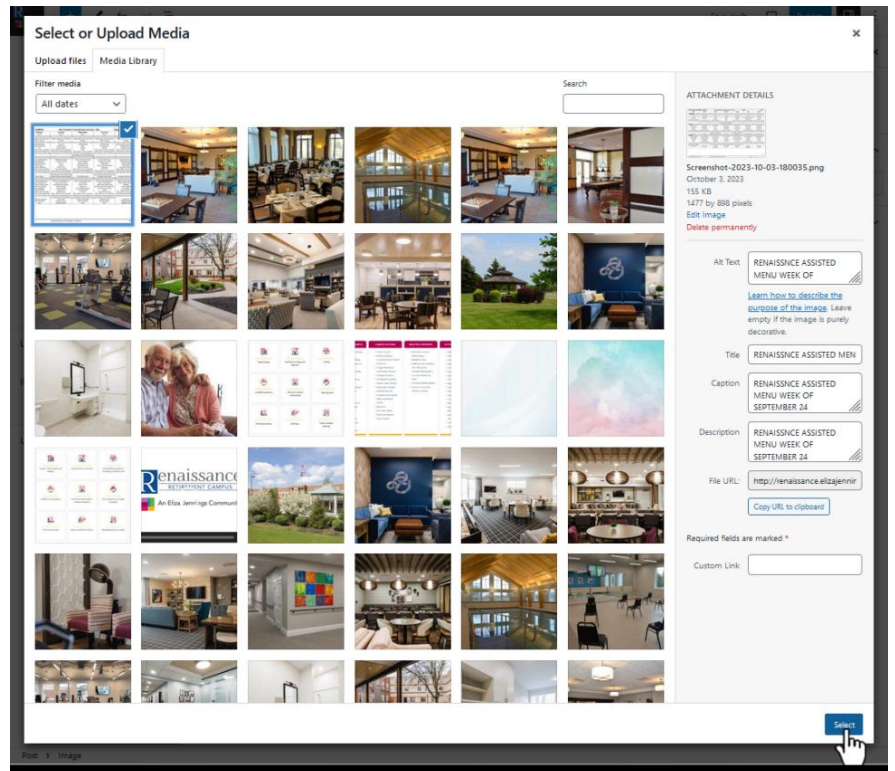 Select or Upload Media
×
Upload files Media Library
Filter media
All dates
Search
ATTACHMENT DETAILS
Screenshot-2023-10-03-180035.png
October 3, 2023
155 KB
1477 by 898 pixels
Edit Image
Delete permanently
Alt Text
RENAISSNCE ASSISTED
MENU WEEK OF
Learn how to describe the
purpose of the image. Leave
empty if the image is purely
decorative.
Title
RENAISSNCE ASSISTED MEN
Caption
RENAISSNCE ASSISTED
MENU WEEK OF
SEPTEMBER 24
Description
RENAISSNCE ASSISTED
MENU WEEK OF
SEPTEMBER 24
File URL:
http://renaissance.elizajennir
Copy URL to clipboard
Required fields are marked *
Custom Link
Renaissance
RETIREMENT CAMPUS
An Eliza Jennings Communit
Select
Post > Image